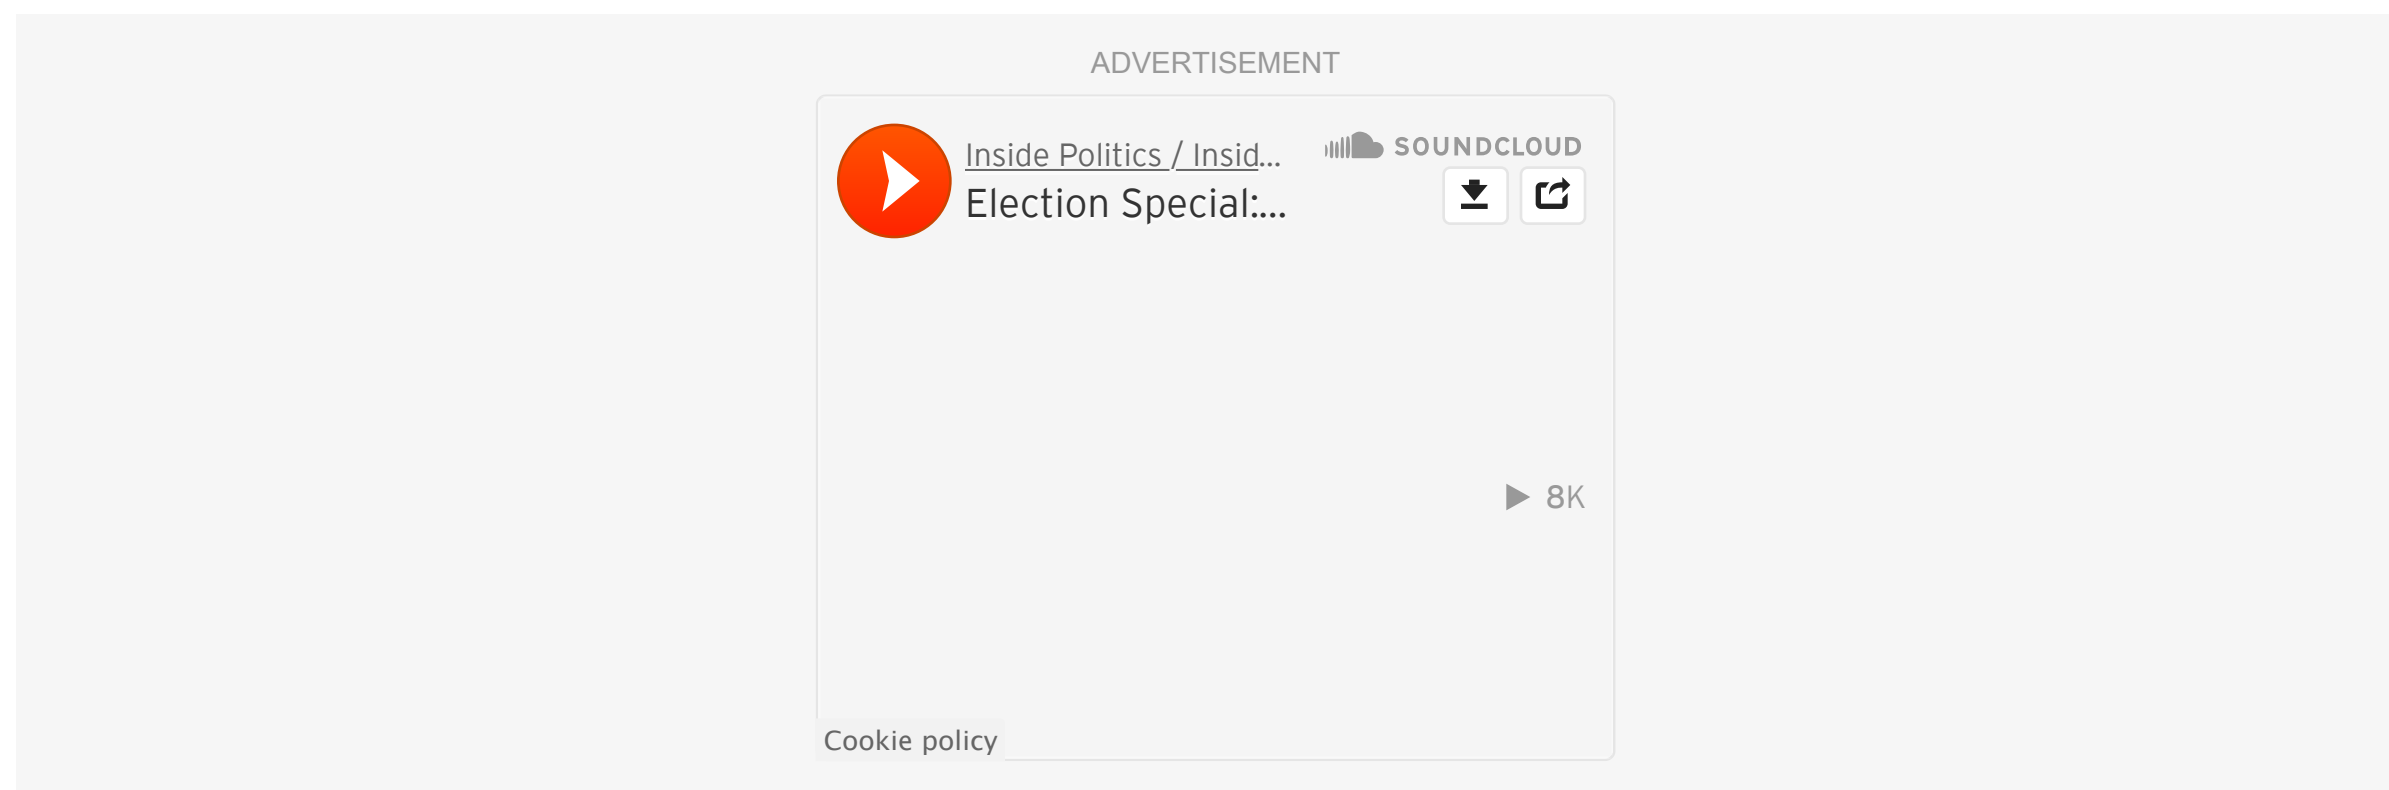 ADVERTISEMENT
Inside Politics / Insid...
SOUNDCLOUD
Election Special:...
8K
Cookie policy